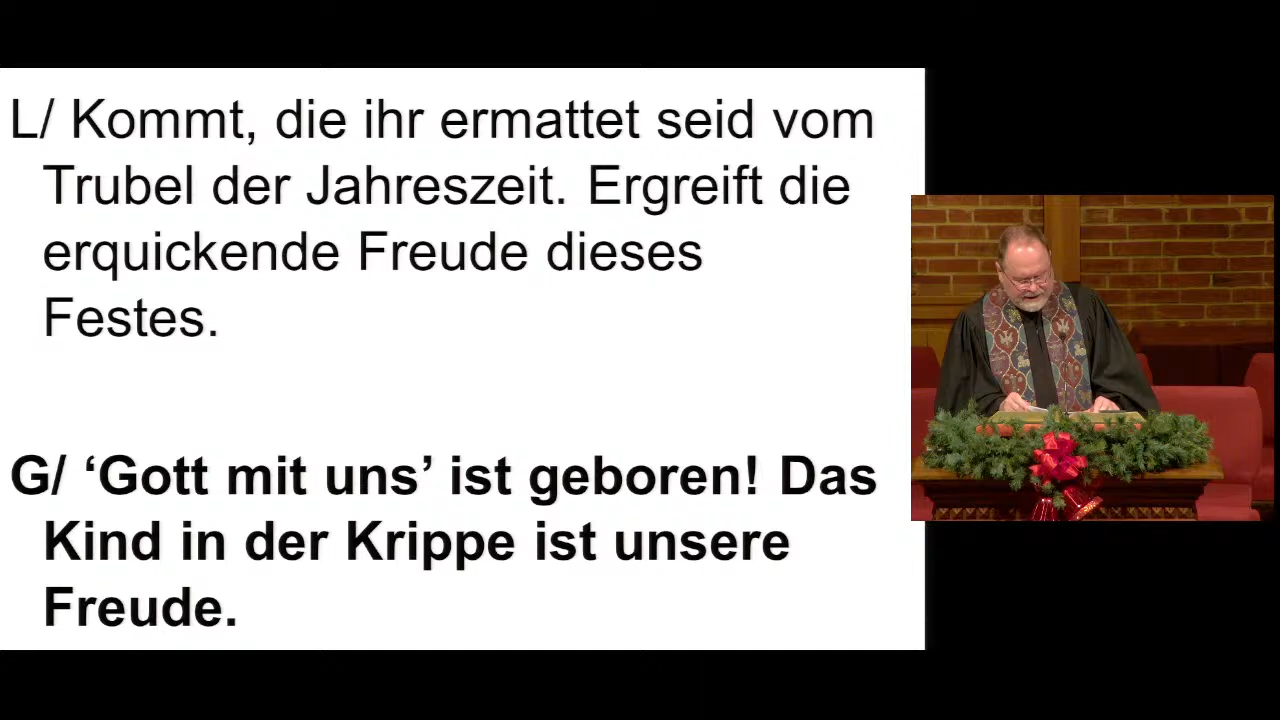 L/ Kommt, die ihr ermattet seid vom
Trubel der Jahreszeit. Ergreift die
erquickende Freude dieses
Festes.
G/ ‘Gott mit uns’ ist geboren! Das
Kind in der Krippe ist unsere
Freude.